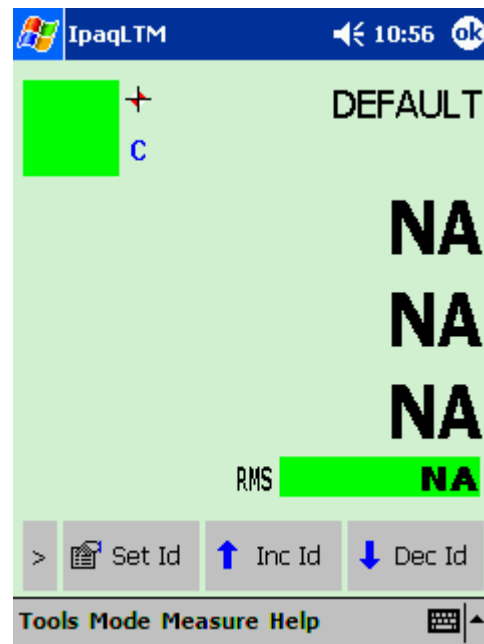 IpaqLTM 10:56 ok
DEFAULT
C
NA
NA
NA
RMS NA
> Set Id Inc Id Dec Id
Tools Mode Measure Help